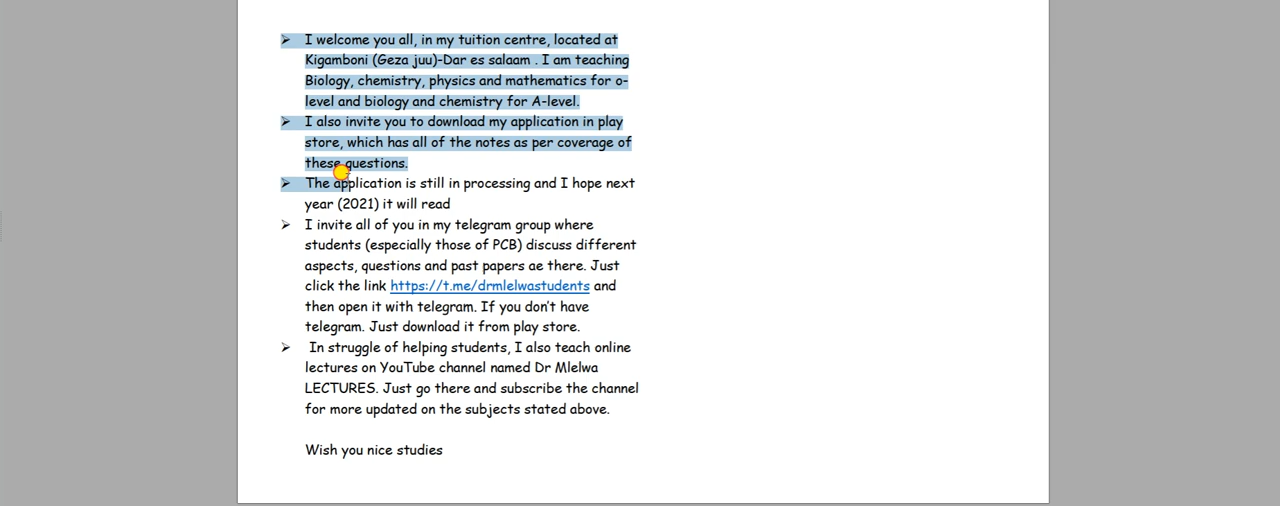 ➢ I welcome you all, in my tuition centre, located at
Kigamboni (Geza juu)-Dar es salaam . I am teaching
Biology, chemistry, physics and mathematics for o-
level and biology and chemistry for A-level.
➢ I also invite you to download my application in play
store, which has all of the notes as per coverage of
these questions.
➢ The application is still in processing and I hope next
year (2021) it will read
➢ I invite all of you in my telegram group where
students (especially those of PCB) discuss different
aspects, questions and past papers ae there. Just
click the link https://t.me/drmlelwastudents and
then open it with telegram. If you don't have
telegram. Just download it from play store.
➢ In struggle of helping students, I also teach online
lectures on YouTube channel named Dr Mlelwa
LECTURES. Just go there and subscribe the channel
for more updated on the subjects stated above.
Wish you nice studies